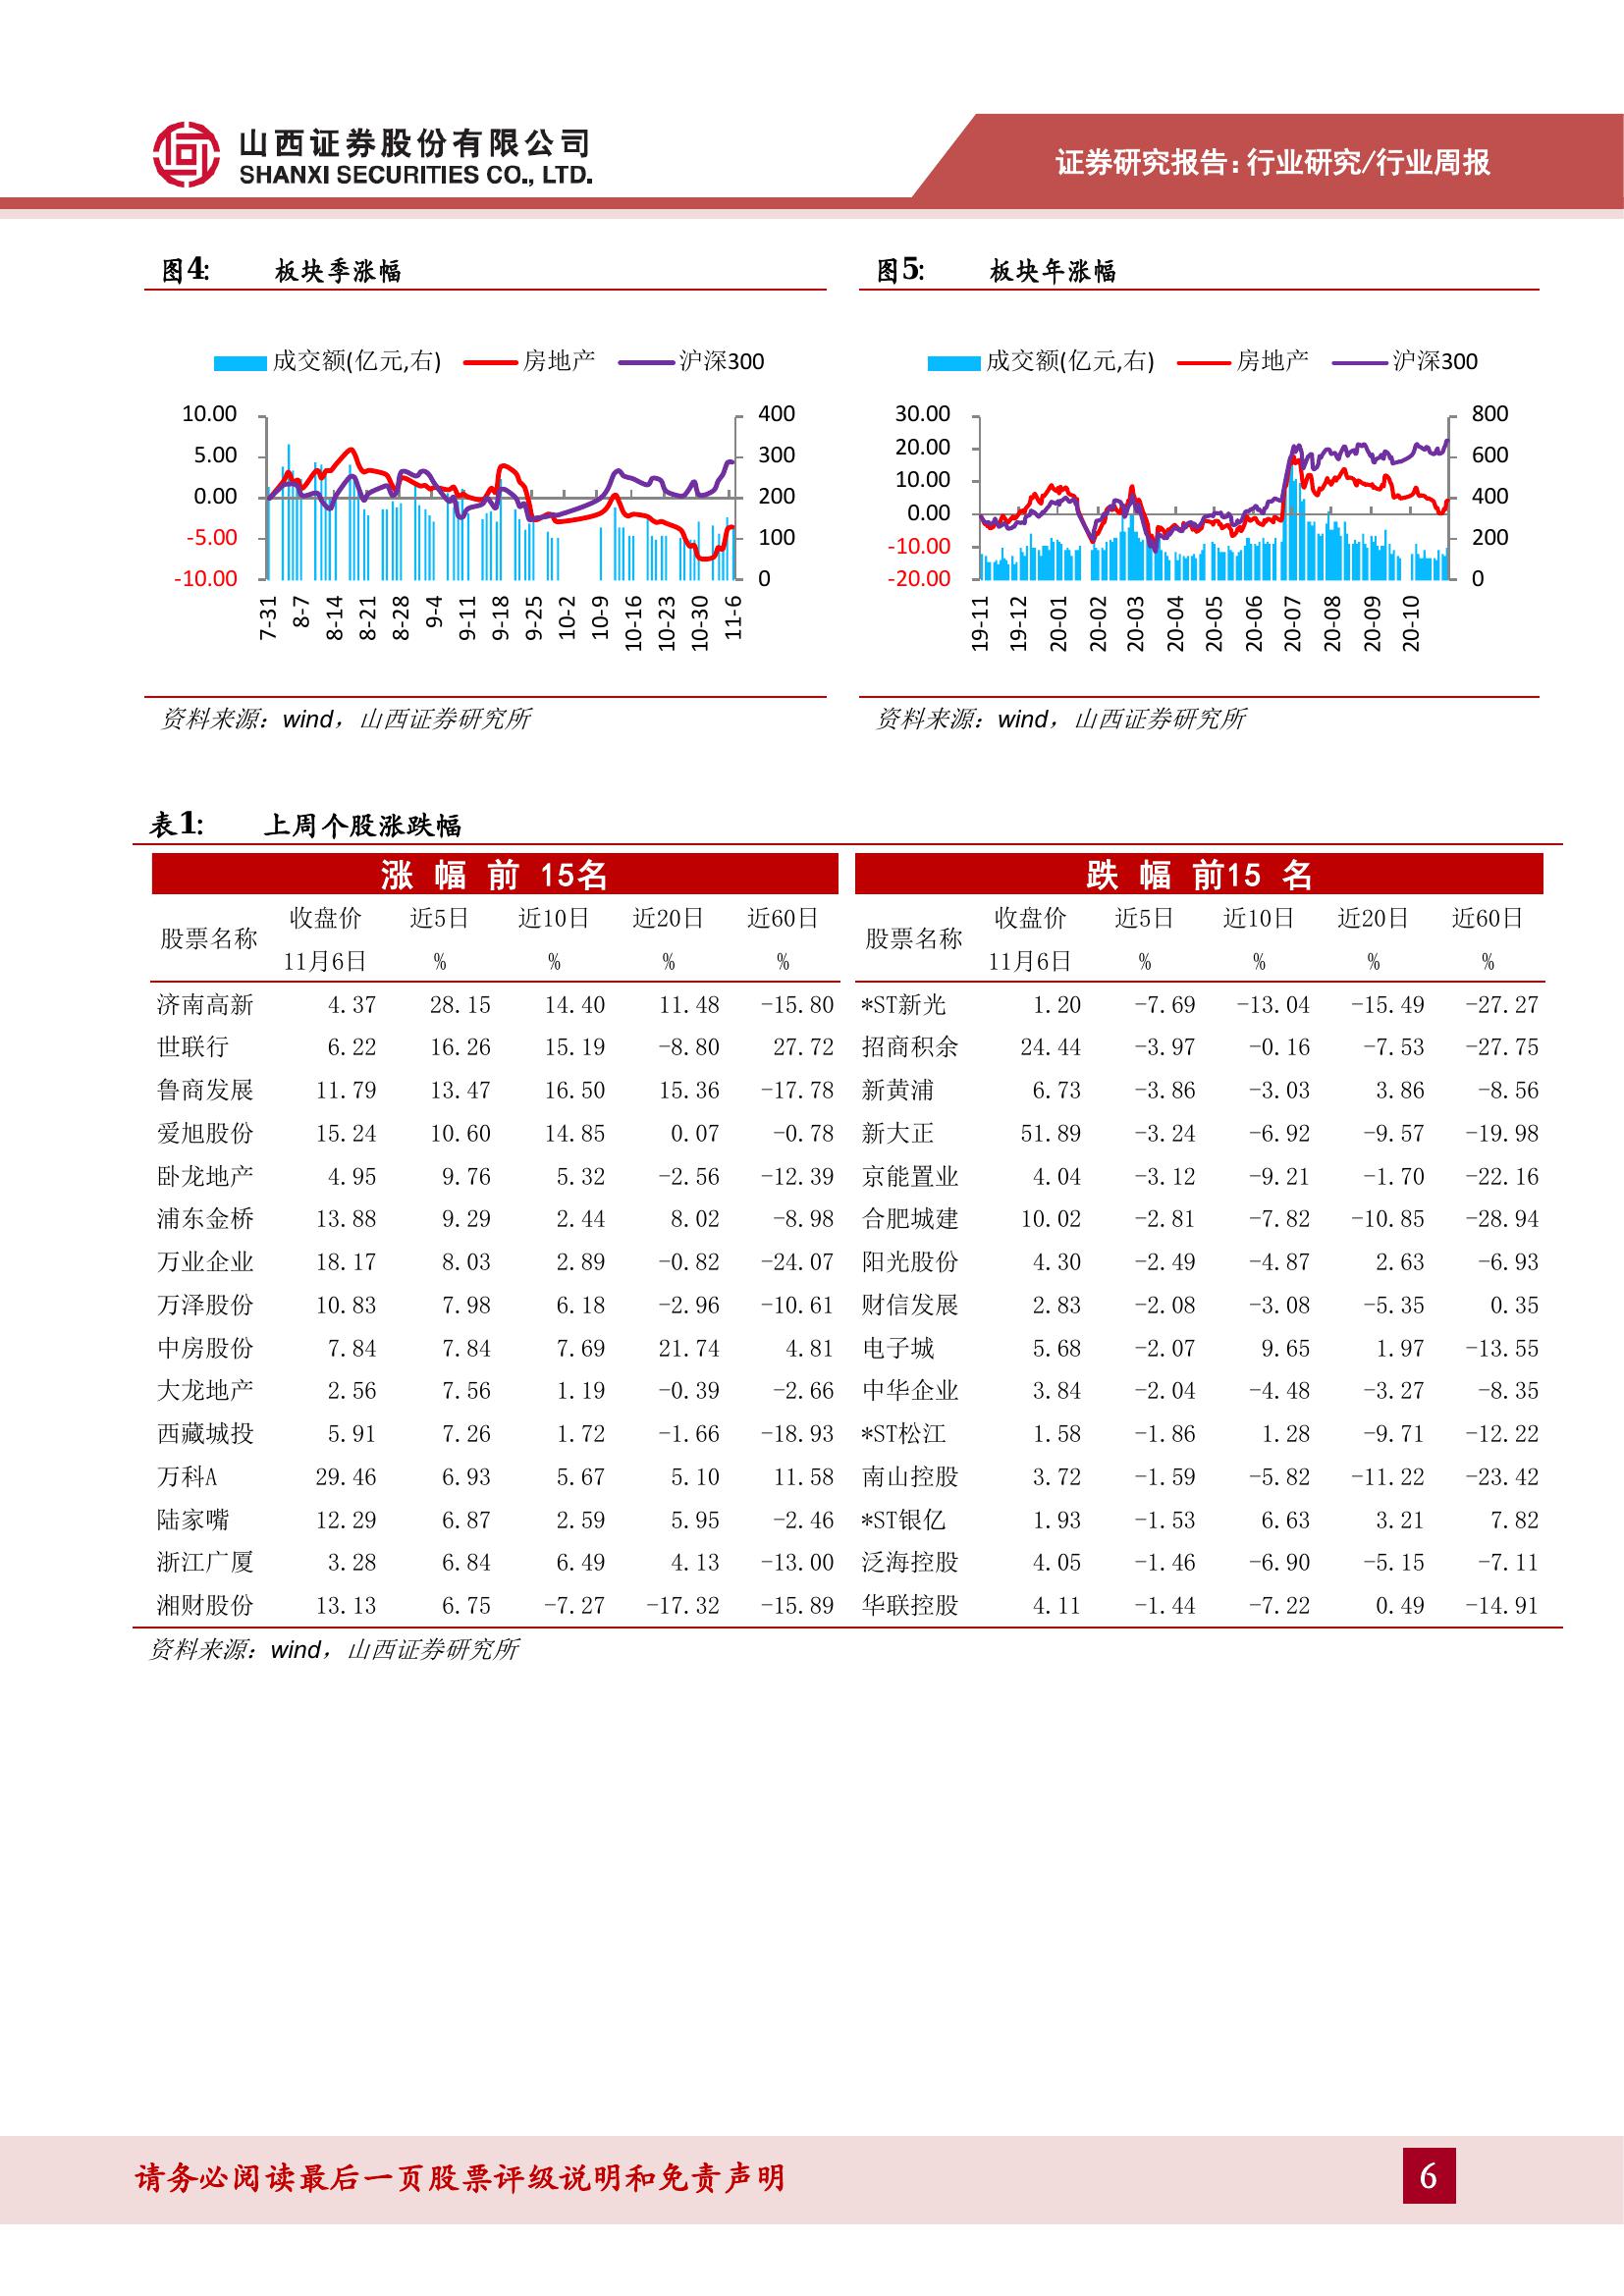 山西证券股份有限公司
SHANXI SECURITIES CO., LTD.
证券研究报告:行业研究/行业周报
图4: 板块季涨幅
成交额(亿元,右) 房地产 沪深300
10.00
5.00
0.00
-5.00
-10.00
400
300
200
100
0
7-31 8-7 8-14 8-21 8-28 9-4 9-11 9-18 9-25 10-2 10-9 10-16 10-23 10-30 11-6
资料来源：wind，山西证券研究所
图5: 板块年涨幅
成交额(亿元,右) 房地产 沪深300
30.00
20.00
10.00
0.00
-10.00
-20.00
800
600
400
200
0
19-11 19-12 20-01 20-02 20-03 20-04 20-05 20-06 20-07 20-08 20-09 20-10
资料来源：wind，山西证券研究所
表1: 上周个股涨跌幅
涨 幅 前 15名 跌 幅 前15 名
股票名称 收盘价 近5日 近10日 近20日 近60日 股票名称 收盘价 近5日 近10日 近20日 近60日
11月6日 % % % % 11月6日 % % % %
济南高新 4.37 28.15 14.40 11.48 -15.80 *ST新光 1.20 -7.69 -13.04 -15.49 -27.27
世联行 6.22 16.26 15.19 -8.80 27.72 招商积余 24.44 -3.97 -0.16 -7.53 -27.75
鲁商发展 11.79 13.47 16.50 15.36 -17.78 新黄浦 6.73 -3.86 -3.03 3.86 -8.56
爱旭股份 15.24 10.60 14.85 0.07 -0.78 新大正 51.89 -3.24 -6.92 -9.57 -19.98
卧龙地产 4.95 9.76 5.32 -2.56 -12.39 京能置业 4.04 -3.12 -9.21 -1.70 -22.16
浦东金桥 13.88 9.29 2.44 8.02 -8.98 合肥城建 10.02 -2.81 -7.82 -10.85 -28.94
万业企业 18.17 8.03 2.89 -0.82 -24.07 阳光股份 4.30 -2.49 -4.87 2.63 -6.93
万泽股份 10.83 7.98 6.18 -2.96 -10.61 财信发展 2.83 -2.08 -3.08 -5.35 0.35
中房股份 7.84 7.84 7.69 21.74 4.81 电子城 5.68 -2.07 9.65 1.97 -13.55
大龙地产 2.56 7.56 1.19 -0.39 -2.66 中华企业 3.84 -2.04 -4.48 -3.27 -8.35
西藏城投 5.91 7.26 1.72 -1.66 -18.93 *ST松江 1.58 -1.86 1.28 -9.71 -12.22
万科A 29.46 6.93 5.67 5.10 11.58 南山控股 3.72 -1.59 -5.82 -11.22 -23.42
陆家嘴 12.29 6.87 2.59 5.95 -2.46 *ST银亿 1.93 -1.53 6.63 3.21 7.82
浙江广厦 3.28 6.84 6.49 4.13 -13.00 泛海控股 4.05 -1.46 -6.90 -5.15 -7.11
湘财股份 13.13 6.75 -7.27 -17.32 -15.89 华联控股 4.11 -1.44 -7.22 0.49 -14.91
资料来源：wind，山西证券研究所
请务必阅读最后一页股票评级说明和免责声明
6